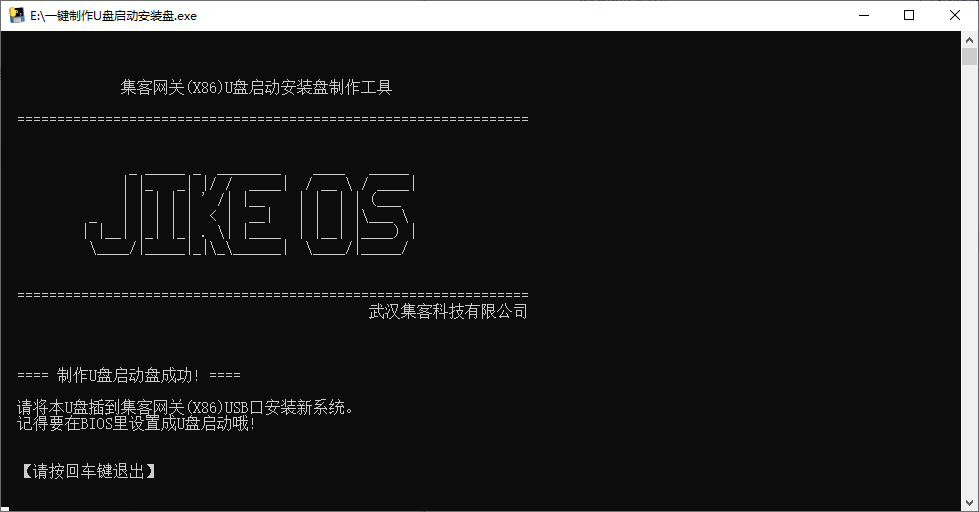 E:\一键制作U盘启动安装盘.exe
集客网关(X86)U盘启动安装盘制作工具
================================================================
JIKE OS
================================================================
武汉集客科技有限公司
==== 制作U盘启动盘成功! ====
请将本U盘插到集客网关(X86)USB口安装新系统。
记得要在BIOS里设置成U盘启动哦!
【请按回车键退出】